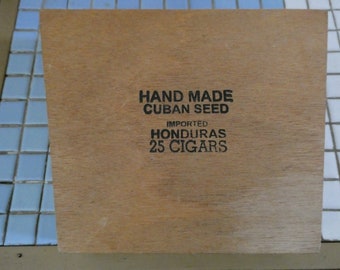 HAND MADE
CUBAN SEED
IMPORTED
HONDURAS
25 CIGARS